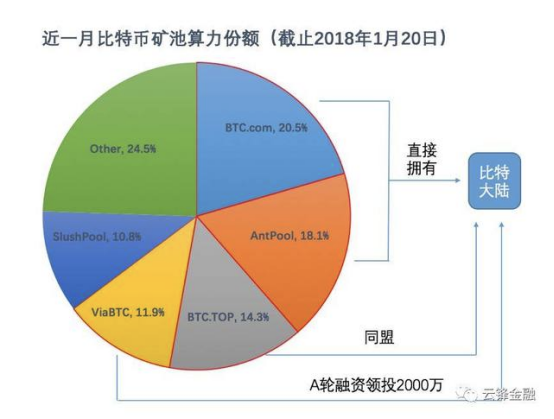 近一月比特币矿池算力份额（截止2018年1月20日）
BTC.com, 20.5%
Other, 24.5%
直接
拥有
比特
大陆
SlushPool, 10.8%
AntPool, 18.1%
ViaBTC, 11.9%
BTC.TOP, 14.3%
同盟
A轮融资领投2000万
云锋金融